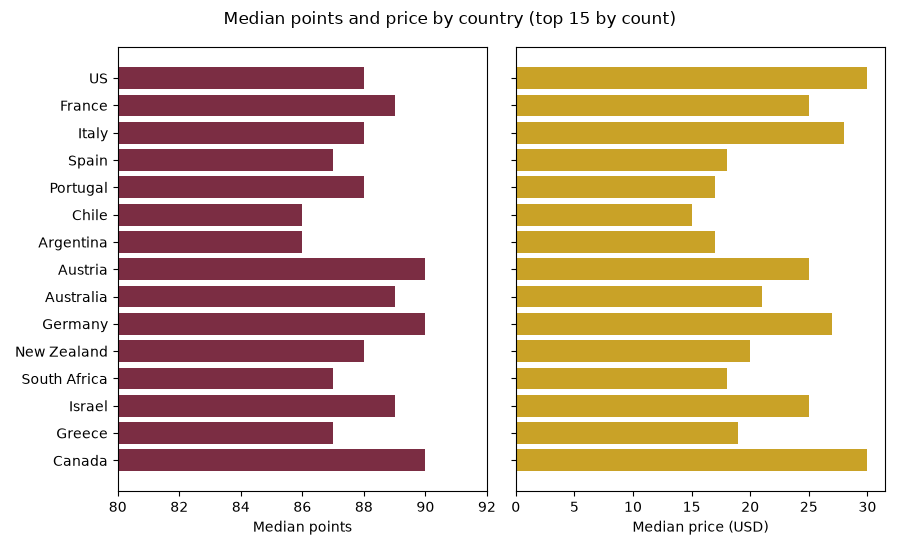 Median points and price by country (top 15 by count)
US
France
Italy
Spain
Portugal
Chile
Argentina
Austria
Australia
Germany
New Zealand
South Africa
Israel
Greece
Canada
80 82 84 86 88 90 92
Median points
0 5 10 15 20 25 30
Median price (USD)